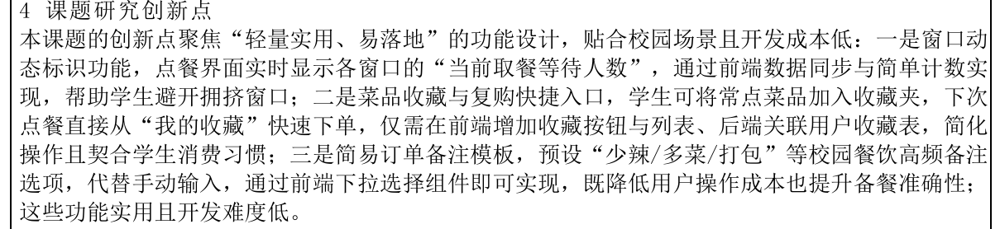 4 课题研究创新点
本课题的创新点聚焦“轻量实用、易落地”的功能设计，贴合校园场景且开发成本低：一是窗口动
态标识功能，点餐界面实时显示各窗口的“当前取餐等待人数”，通过前端数据同步与简单计数实
现，帮助学生避开拥挤窗口；二是菜品收藏与复购快捷入口，学生可将常点菜品加入收藏夹，下次
点餐直接从“我的收藏”快速下单，仅需在前端增加收藏按钮与列表、后端关联用户收藏表，简化
操作且契合学生消费习惯；三是简易订单备注模板，预设“少辣/多菜/打包”等校园餐饮高频备注
选项，代替手动输入，通过前端下拉选择组件即可实现，既降低用户操作成本也提升备餐准确性；
这些功能实用且开发难度低。